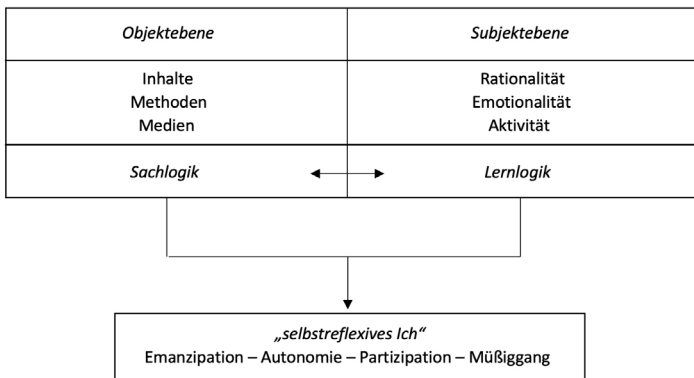 Objektebene
Subjektebene
Inhalte
Methoden
Medien
Rationalität
Emotionalität
Aktivität
Sachlogik
Lernlogik
„selbstreflexives Ich“
Emanzipation – Autonomie – Partizipation – Müßiggang